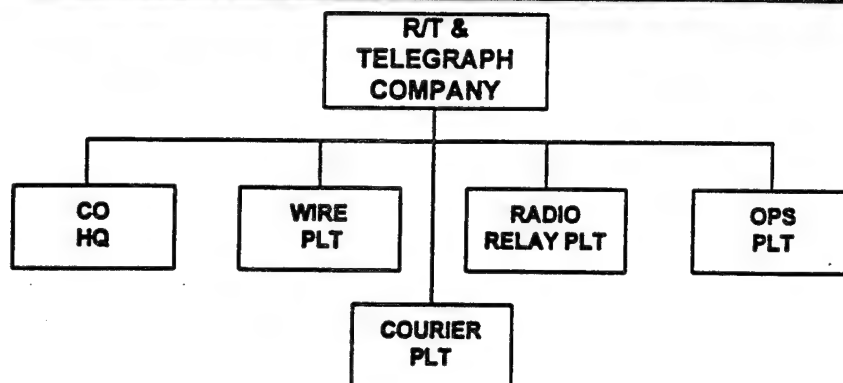 R/T &
TELEGRAPH
COMPANY
CO
HQ
WIRE
PLT
RADIO
RELAY PLT
OPS
PLT
COURIER
PLT